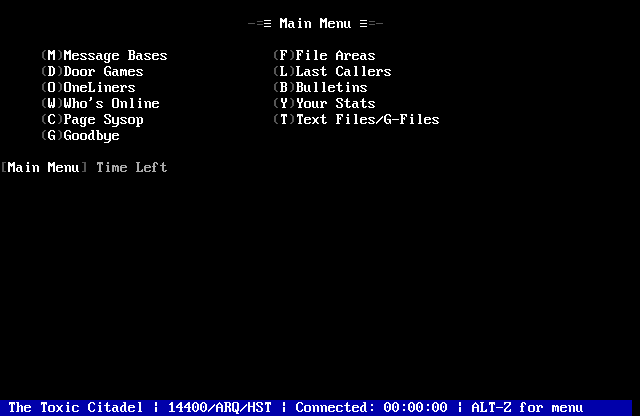 -=≡ Main Menu ≡=-
(M)Message Bases (F)File Areas
(D)Door Games (L)Last Callers
(O)OneLiners (B)Bulletins
(W)Who's Online (Y)Your Stats
(C)Page Sysop (T)Text Files/G-Files
(G)Goodbye
[Main Menu] Time Left
The Toxic Citadel ¦ 14400/ARQ/HST ¦ Connected: 00:00:00 ¦ ALT-Z for menu